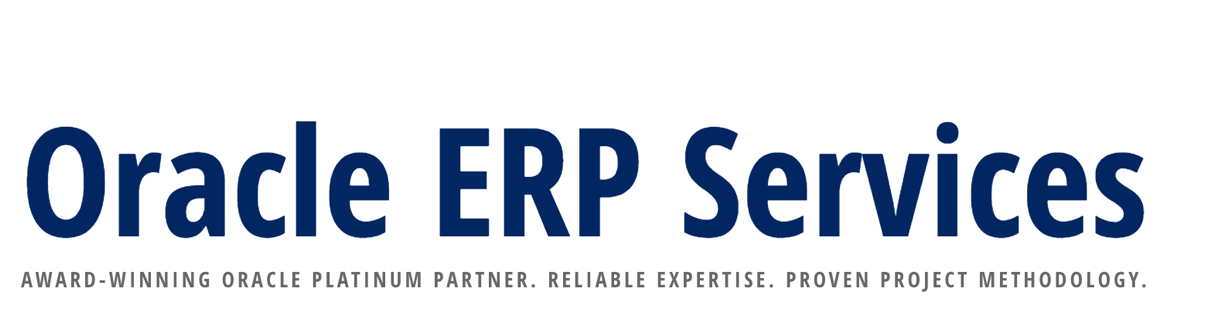 Oracle ERP Services
AWARD-WINNING ORACLE PLATINUM PARTNER. RELIABLE EXPERTISE. PROVEN PROJECT METHODOLOGY.